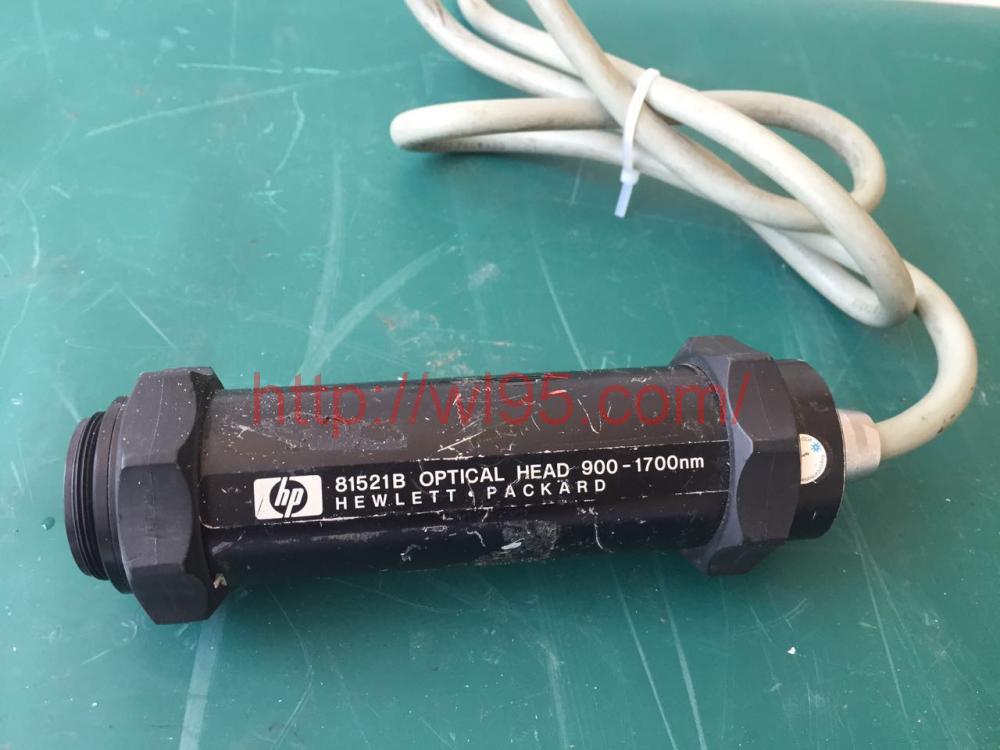 http://wl95.com/
hp 81521B OPTICAL HEAD 900-1700nm
HEWLETT•PACKARD